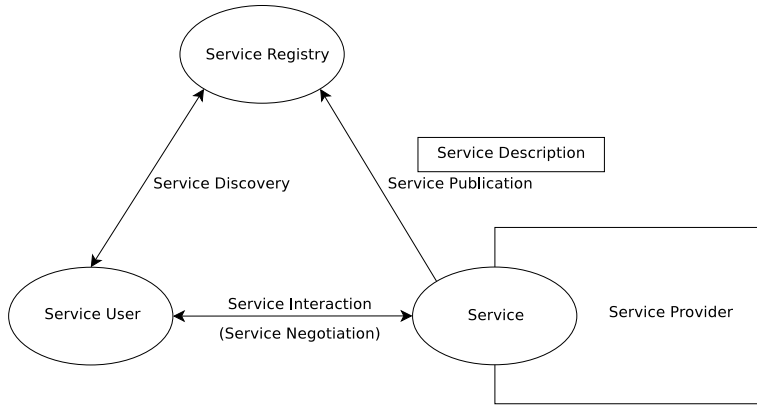 Service Registry
Service Description
Service Discovery
Service Publication
Service Interaction
Service User
Service
Service Provider
(Service Negotiation)